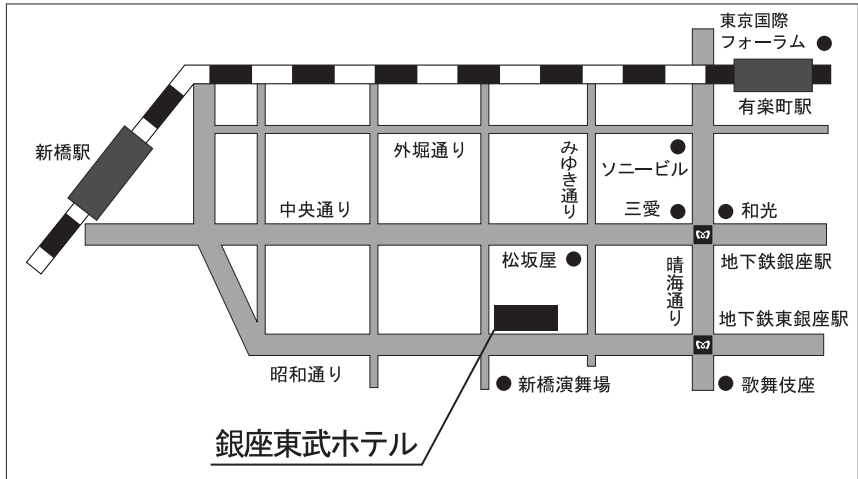 東京国際
フォーラム
有楽町駅
新橋駅
外堀通り
みゆき通り
ソニービル
中央通り
三愛
和光
松坂屋
晴海通り
地下鉄銀座駅
地下鉄東銀座駅
昭和通り
新橋演舞場
歌舞伎座
銀座東武ホテル